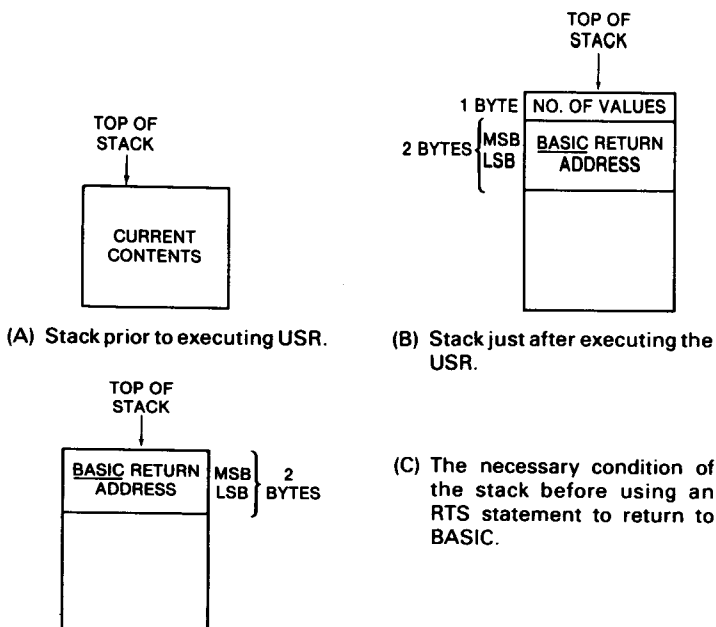 TOP OF
STACK
CURRENT
CONTENTS
(A) Stack prior to executing USR.
TOP OF
STACK
1 BYTE
NO. OF VALUES
2 BYTES
MSB
LSB
BASIC RETURN
ADDRESS
(B) Stack just after executing the
USR.
TOP OF
STACK
BASIC RETURN
ADDRESS
MSB
LSB
2
BYTES
(C) The necessary condition of
the stack before using an
RTS statement to return to
BASIC.